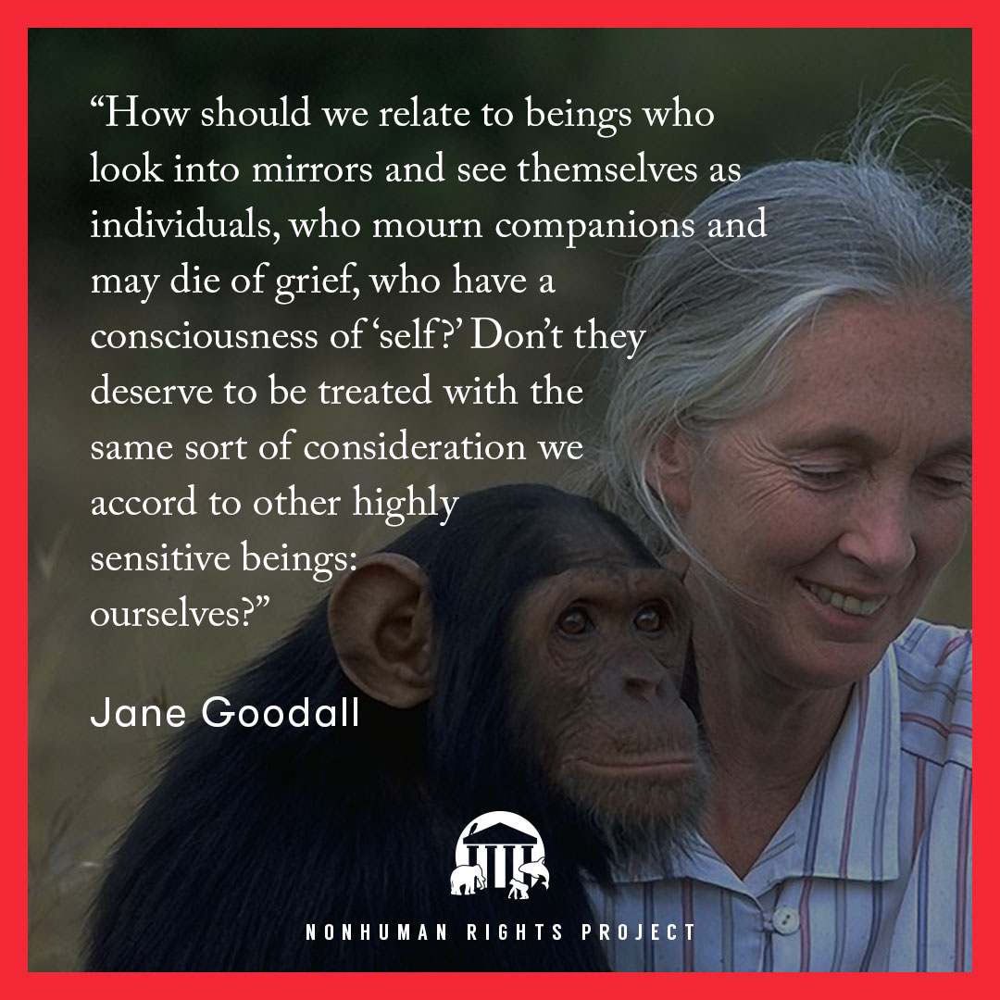 “How should we relate to beings who
look into mirrors and see themselves as
individuals, who mourn companions and
may die of grief, who have a
consciousness of ‘self?’ Don’t they
deserve to be treated with the
same sort of consideration we
accord to other highly
sensitive beings:
ourselves?”
Jane Goodall
NONHUMAN RIGHTS PROJECT